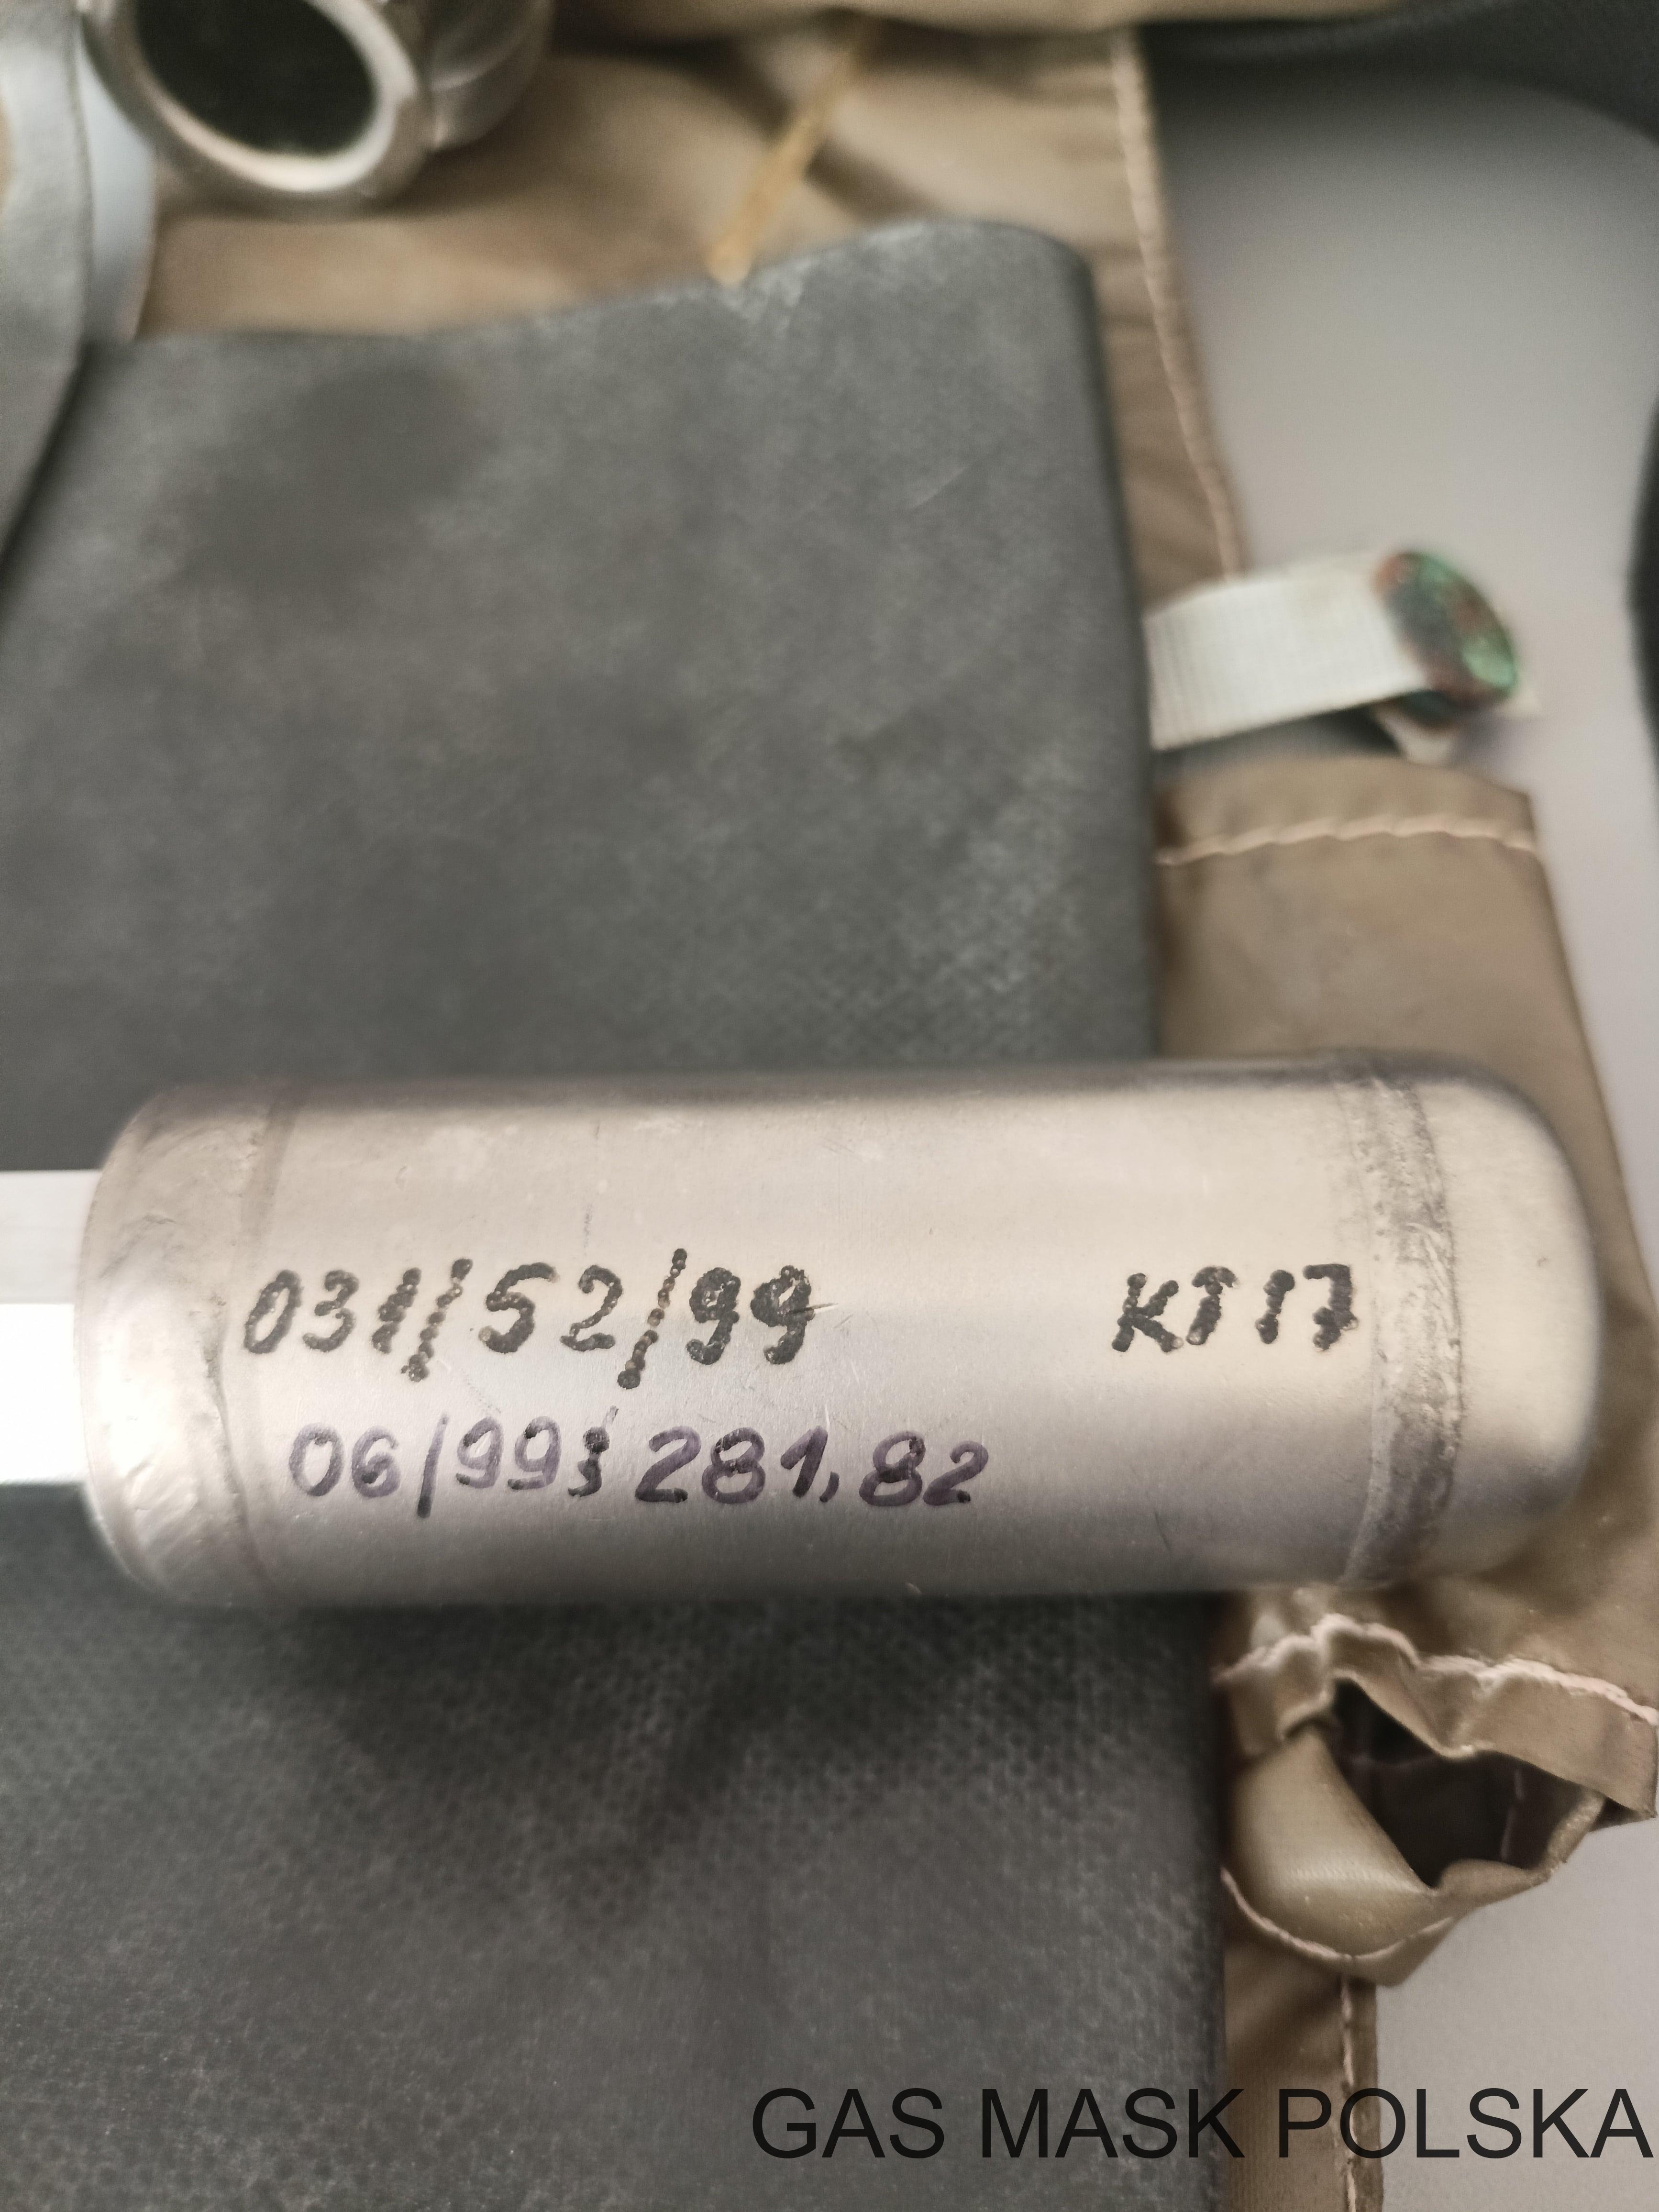 031/52/99 KT17
06/99; 281,82
GAS MASK POLSKA